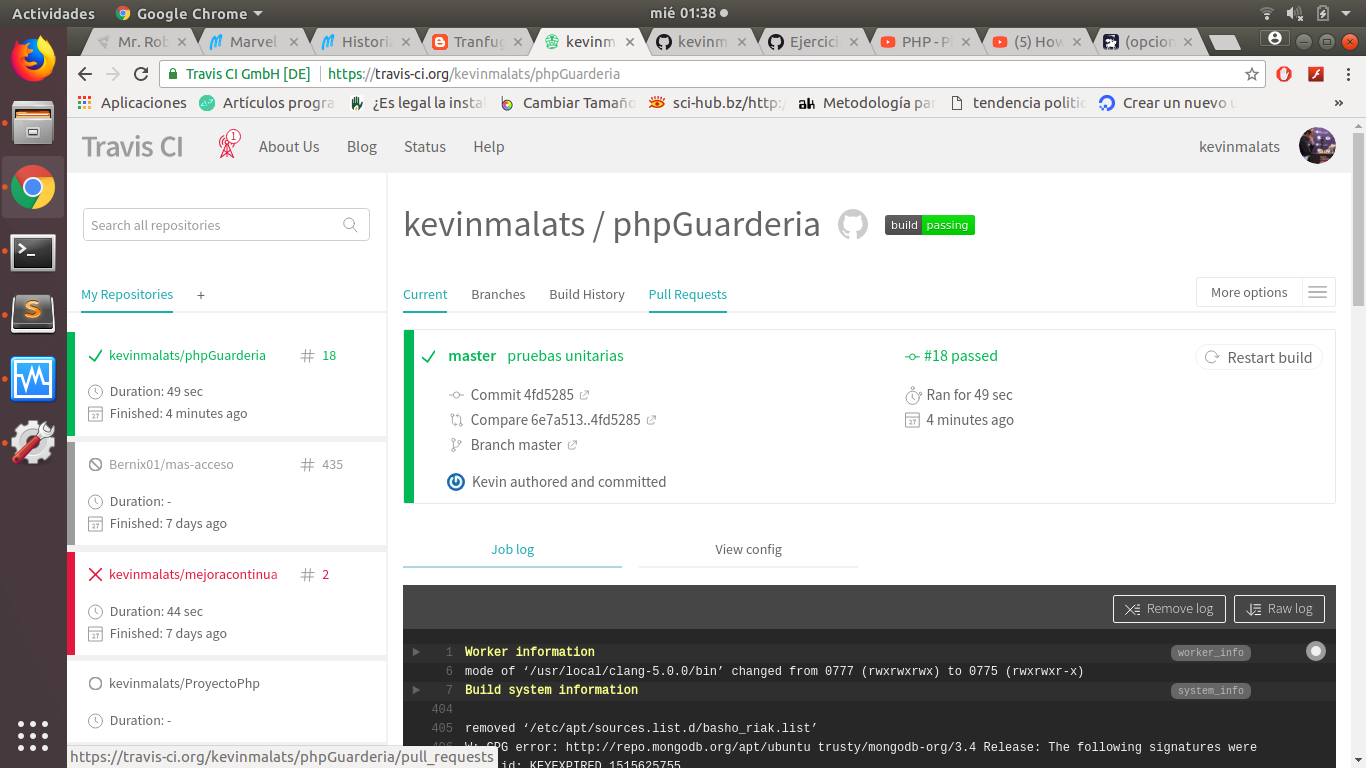 Actividades Google Chrome mié 01:38
Mr. Rob Marvel Histori Tranfug kevinm kevinm Ejercici PHP - P (5) How (opcior
Travis CI GmbH [DE] https://travis-ci.org/kevinmalats/phpGuarderia
Aplicaciones Artículos progra ¿Es legal la insta Cambiar Tamaño sci-hub.bz/http:/ Metodología pa tendencia politi Crear un nuevo u »
Travis CI 1 About Us Blog Status Help kevinmalats
Search all repositories
My Repositories +
kevinmalats/phpGuarderia # 18
Duration: 49 sec
Finished: 4 minutes ago
Bernix01/mas-acceso # 435
Duration: -
Finished: 7 days ago
kevinmalats/mejoracontinua # 2
Duration: 44 sec
Finished: 7 days ago
kevinmalats/ProyectoPhp
Duration: -
kevinmalats / phpGuarderia build passing
Current Branches Build History Pull Requests More options
master pruebas unitarias #18 passed Restart build
Commit 4fd5285 Ran for 49 sec
Compare 6e7a513..4fd5285 4 minutes ago
Branch master
Kevin authored and committed
Job log View config
Remove log Raw log
1 Worker information worker_info
6 mode of ‘/usr/local/clang-5.0.0/bin’ changed from 0777 (rwxrwxrwx) to 0775 (rwxrwxr-x)
7 Build system information system_info
404
405 removed ‘/etc/apt/sources.list.d/basho_riak.list’
406 W: GPG error: http://repo.mongodb.org/apt/ubuntu trusty/mongodb-org/3.4 Release: The following signatures were
id: KEYEXPIRED 1515625755
https://travis-ci.org/kevinmalats/phpGuarderia/pull_requests